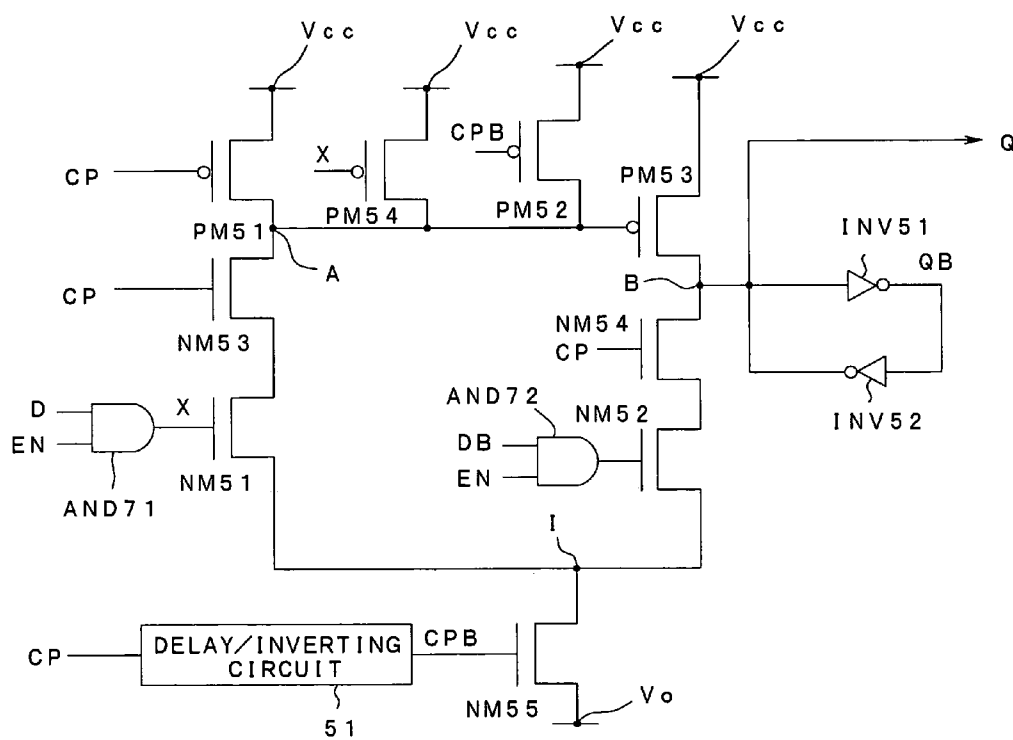 Vcc
Vcc
Vcc
Vcc
CP
X
CPB
PM53
Q
PM51
PM54
PM52
A
INV51
QB
B
CP
NM53
NM54
CP
INV52
D
EN
X
AND72
NM52
DB
EN
AND71
NM51
I
CP
DELAY/INVERTING
CIRCUIT
CPB
51
NM55
Vo